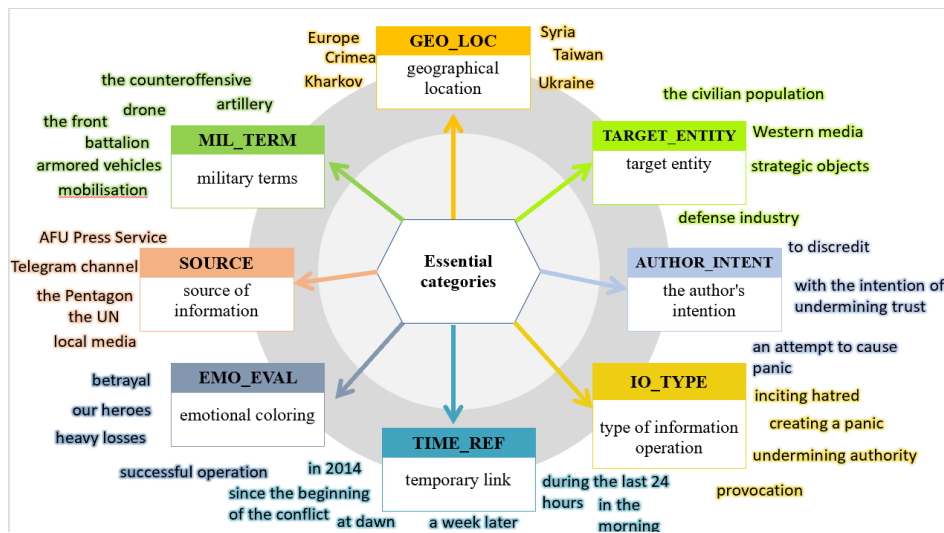 Europe
Crimea
Kharkov
GEO_LOC
geographical
location
Syria
Taiwan
Ukraine
the counteroffensive
drone
artillery
the front
battalion
armored vehicles
mobilisation
MIL_TERM
military terms
the civilian population
TARGET_ENTITY
target entity
Western media
strategic objects
defense industry
AFU Press Service
Telegram channel
the Pentagon
the UN
local media
SOURCE
source of
information
Essential
categories
AUTHOR_INTENT
the author's
intention
to discredit
with the intention of
undermining trust
an attempt to cause
panic
betrayal
our heroes
heavy losses
successful operation
EMO_EVAL
emotional coloring
TIME_REF
temporary link
in 2014
since the beginning
of the conflict
at dawn
a week later
during the last 24
hours
in the
morning
IO_TYPE
type of information
operation
inciting hatred
creating a panic
undermining authority
provocation